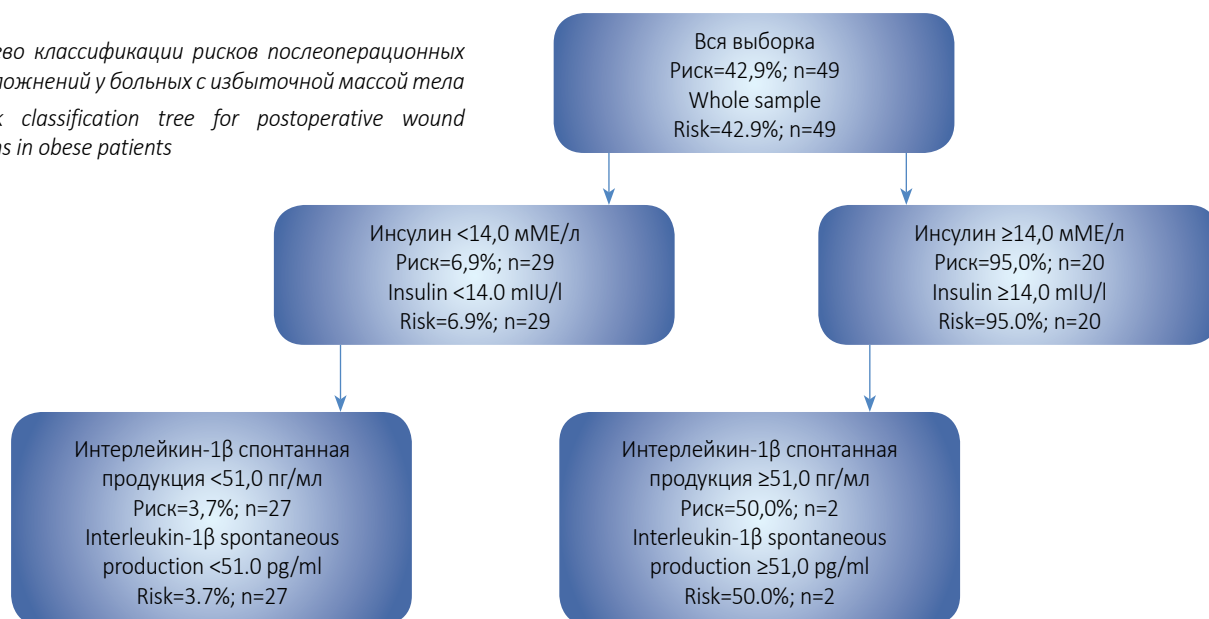 ево классификации рисков послеоперационных
ложнений у больных с избыточной массой тела
k classification tree for postoperative wound
ns in obese patients
Вся выборка
Риск=42,9%; n=49
Whole sample
Risk=42.9%; n=49
Инсулин <14,0 мМЕ/л
Риск=6,9%; n=29
Insulin <14.0 mIU/l
Risk=6.9%; n=29
Инсулин ≥14,0 мМЕ/л
Риск=95,0%; n=20
Insulin ≥14,0 mIU/l
Risk=95.0%; n=20
Интерлейкин-1β спонтанная
продукция <51,0 пг/мл
Риск=3,7%; n=27
Interleukin-1β spontaneous
production <51.0 pg/ml
Risk=3.7%; n=27
Интерлейкин-1β спонтанная
продукция ≥51,0 пг/мл
Риск=50,0%; n=2
Interleukin-1β spontaneous
production ≥51,0 pg/ml
Risk=50.0%; n=2